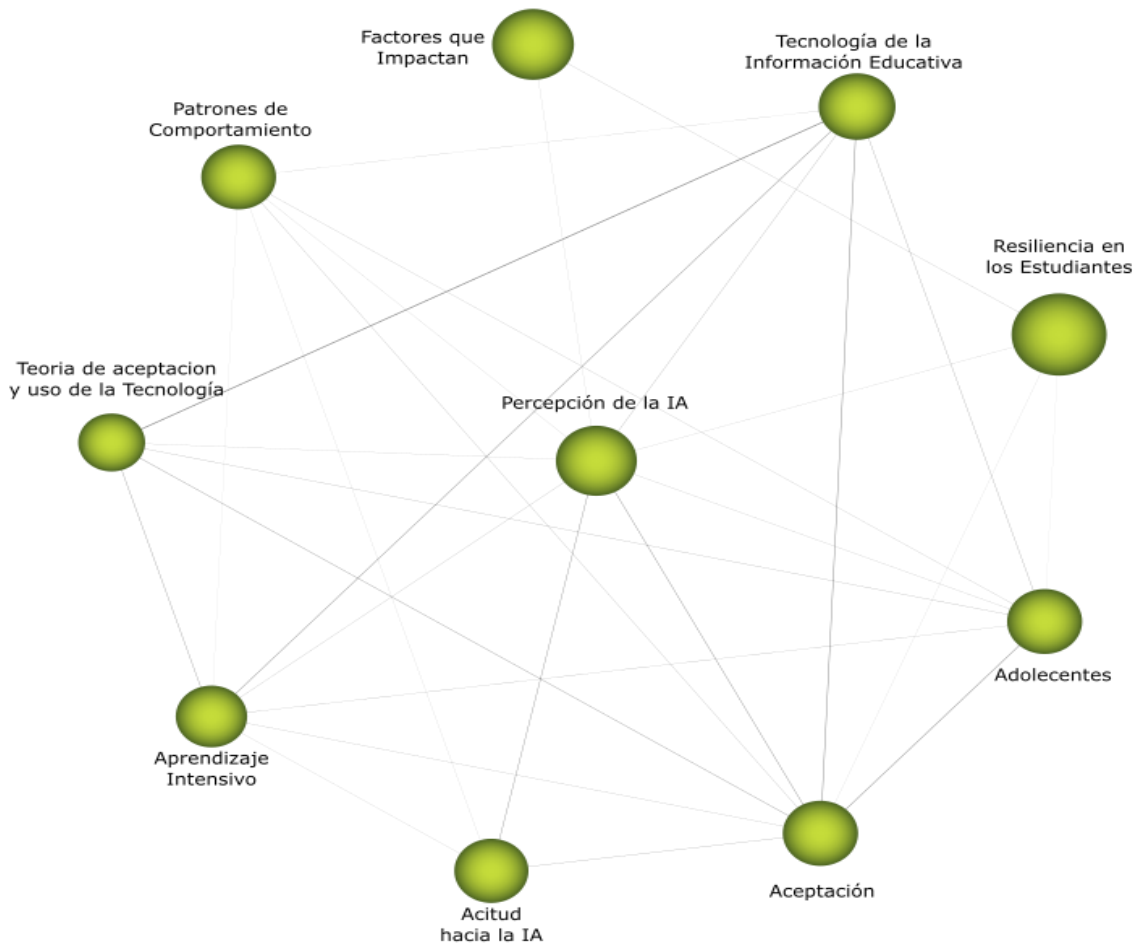 Factores que
Impactan
Tecnología de la
Información Educativa
Patrones de
Comportamiento
Resiliencia en
los Estudiantes
Teoria de aceptacion
y uso de la Tecnología
Percepción de la IA
Adolecentes
Aprendizaje
Intensivo
Aceptación
Acitud
hacia la IA